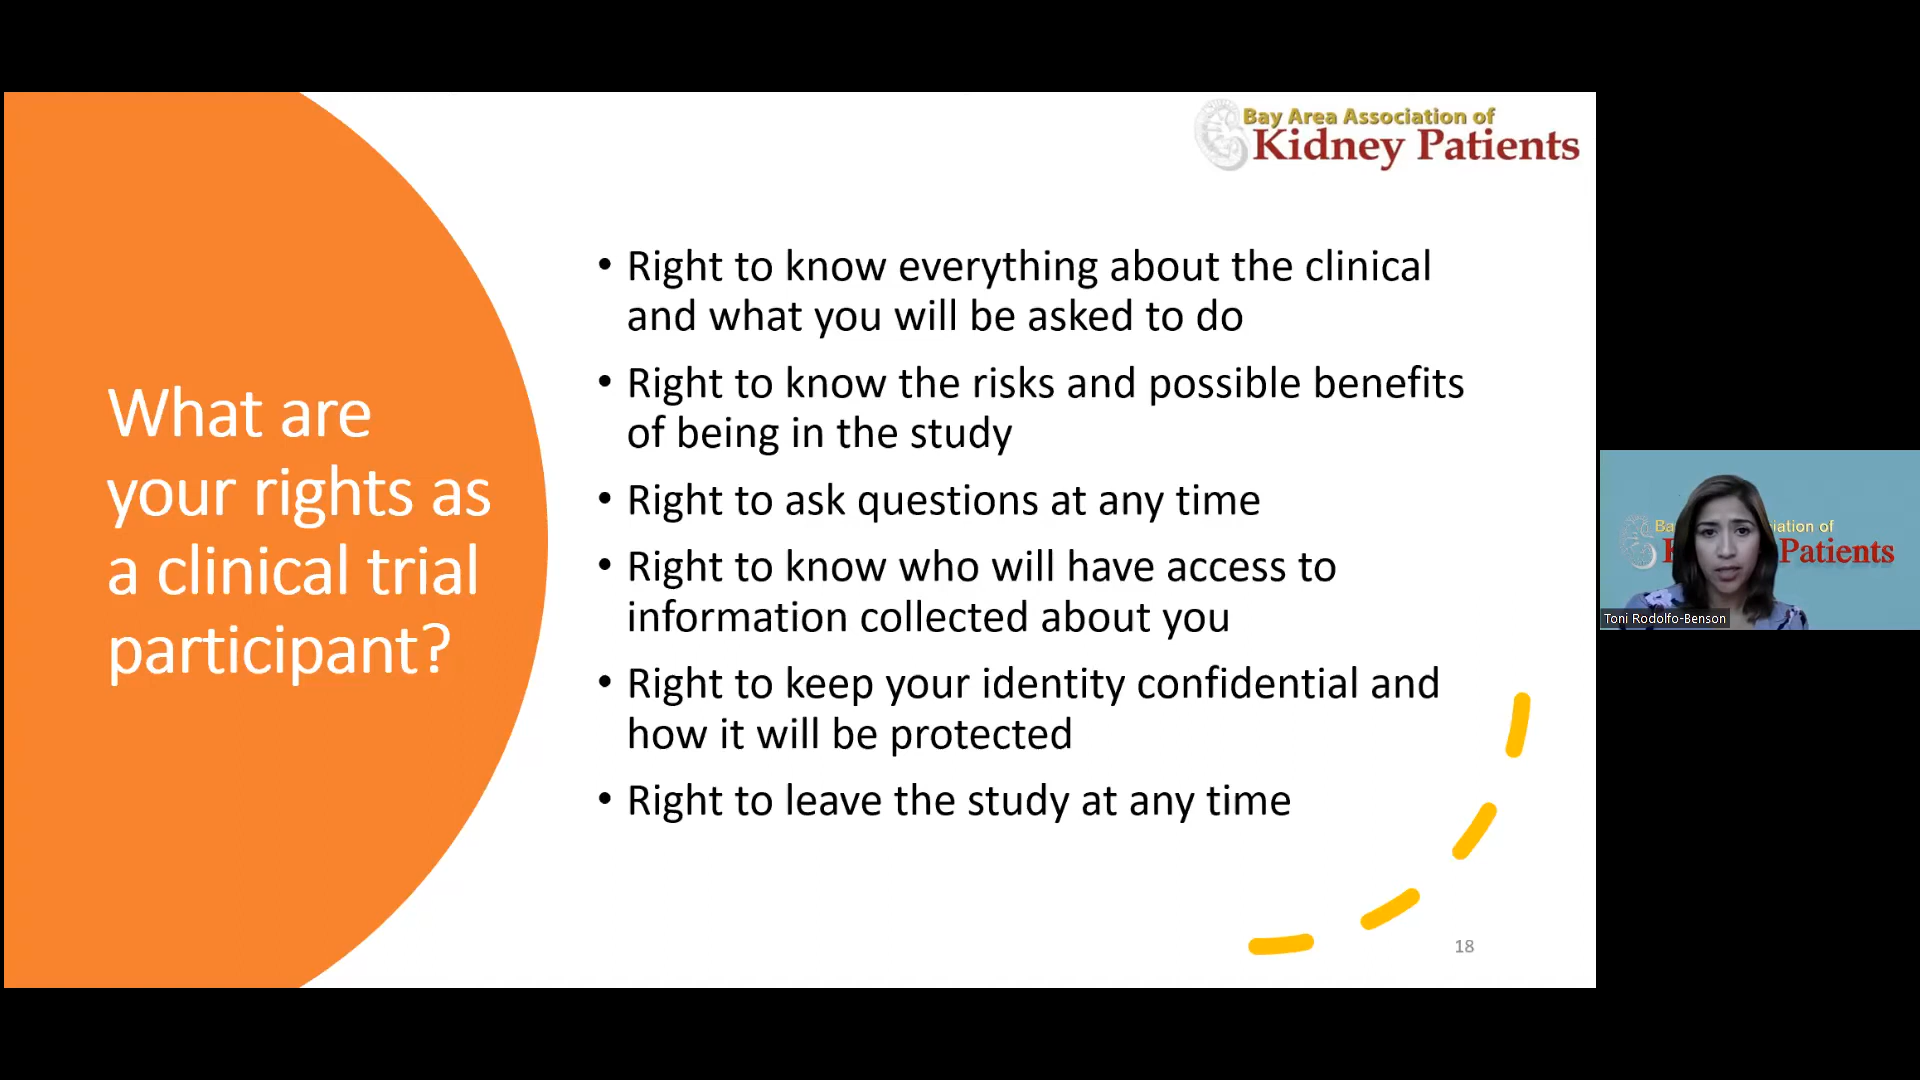 Bay Area Association of
Kidney Patients
What are
your rights as
a clinical trial
participant?
• Right to know everything about the clinical
and what you will be asked to do
• Right to know the risks and possible benefits
of being in the study
• Right to ask questions at any time
• Right to know who will have access to
information collected about you
• Right to keep your identity confidential and
how it will be protected
• Right to leave the study at any time
18
Ba iation of
K Patients
Toni Rodolfo-Benson